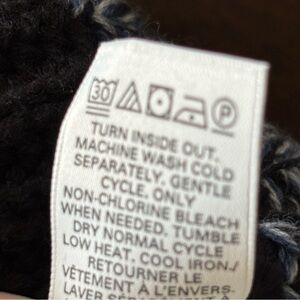 30 P
TURN INSIDE OUT.
MACHINE WASH COLD
SEPARATELY, GENTLE
CYCLE. ONLY
NON-CHLORINE BLEACH
WHEN NEEDED. TUMBLE
DRY NORMAL CYCLE
LOW HEAT. COOL IRON./
RETOURNER LE
VÊTEMENT À L'ENVERS.
LAVER